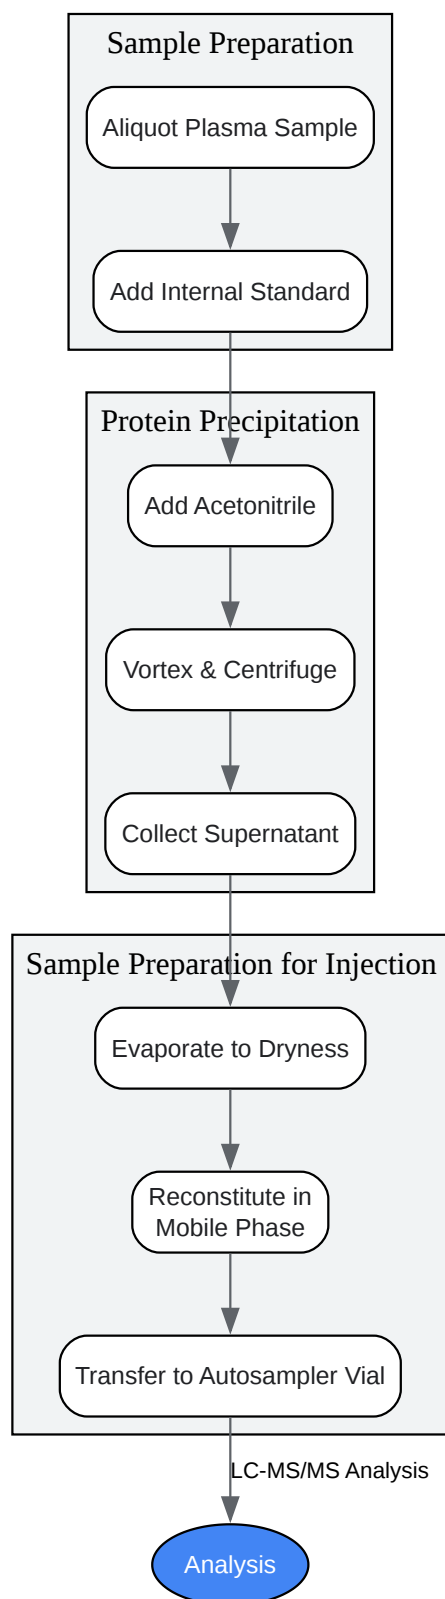 Sample Preparation
Aliquot Plasma Sample
Add Internal Standard
Protein Precipitation
Add Acetonitrile
Vortex & Centrifuge
Collect Supernatant
Sample Preparation for Injection
Evaporate to Dryness
Reconstitute in
Mobile Phase
Transfer to Autosampler Vial
LC-MS/MS Analysis
Analysis